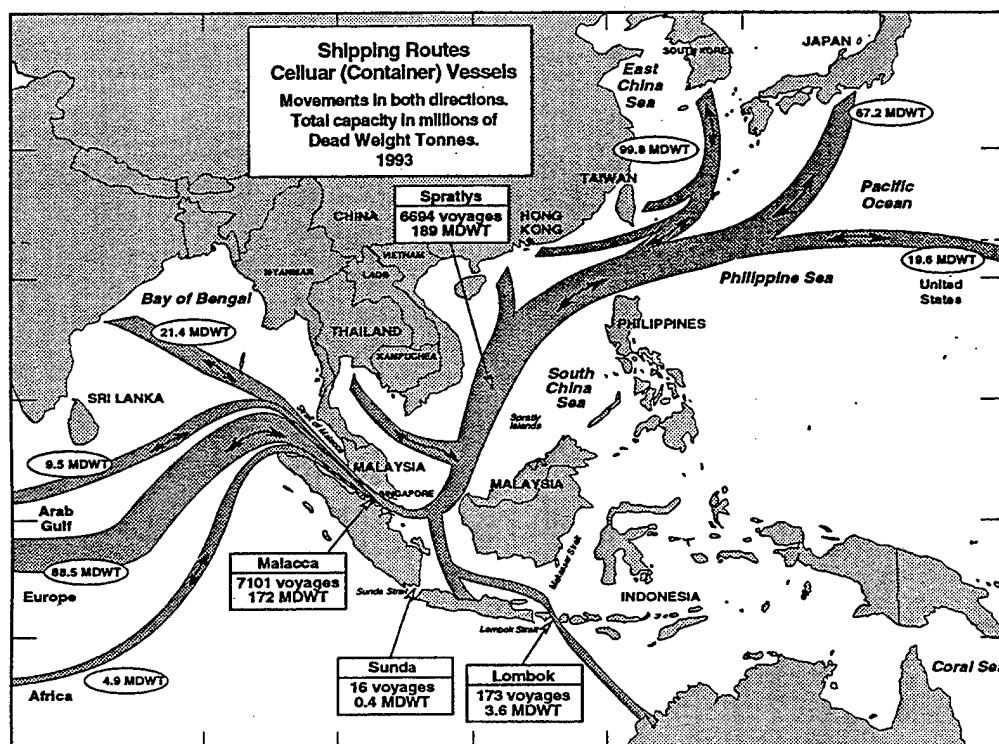 Shipping Routes
Celluar (Container) Vessels
Movements in both directions.
Total capacity in millions of
Dead Weight Tonnes.
1993
SOUTH KOREA
JAPAN
East
China
Sea
67.2 MDWT
99.8 MDWT
TAIWAN
Pacific
Ocean
Spratlys
6694 voyages
189 MDWT
CHINA
HONG
KONG
VIETNAM
LAOS
MYANMAR
19.6 MDWT
United
States
Philippine Sea
Bay of Bengal
21.4 MDWT
THAILAND
KAMPUCHEA
PHILIPPINES
South
China
Sea
SRI LANKA
Spratly
Islands
Strait of Malacca
9.5 MDWT
MALAYSIA
MALAYSIA
SINGAPORE
Arab
Gulf
88.5 MDWT
Europe
Malacca
7101 voyages
172 MDWT
Makassar Strait
Sunda Strait
INDONESIA
Lombok Strait
Sunda
16 voyages
0.4 MDWT
Lombok
173 voyages
3.6 MDWT
Coral Sea
4.9 MDWT
Africa